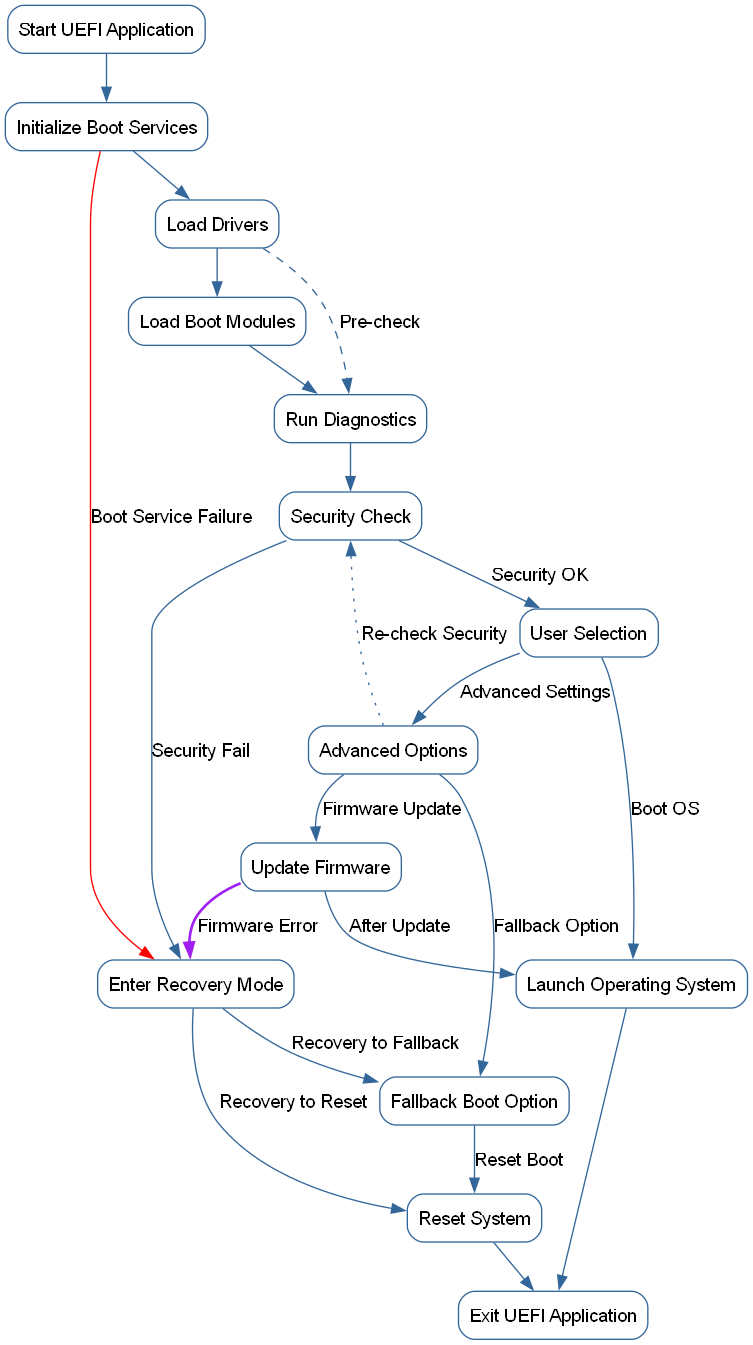 Start UEFI Application
Initialize Boot Services
Load Drivers
Load Boot Modules
Pre-check
Run Diagnostics
Security Check
Boot Service Failure
Security OK
User Selection
Re-check Security
Advanced Settings
Advanced Options
Security Fail
Firmware Update
Boot OS
Update Firmware
Firmware Error
After Update
Fallback Option
Enter Recovery Mode
Launch Operating System
Recovery to Fallback
Recovery to Reset
Fallback Boot Option
Reset Boot
Reset System
Exit UEFI Application